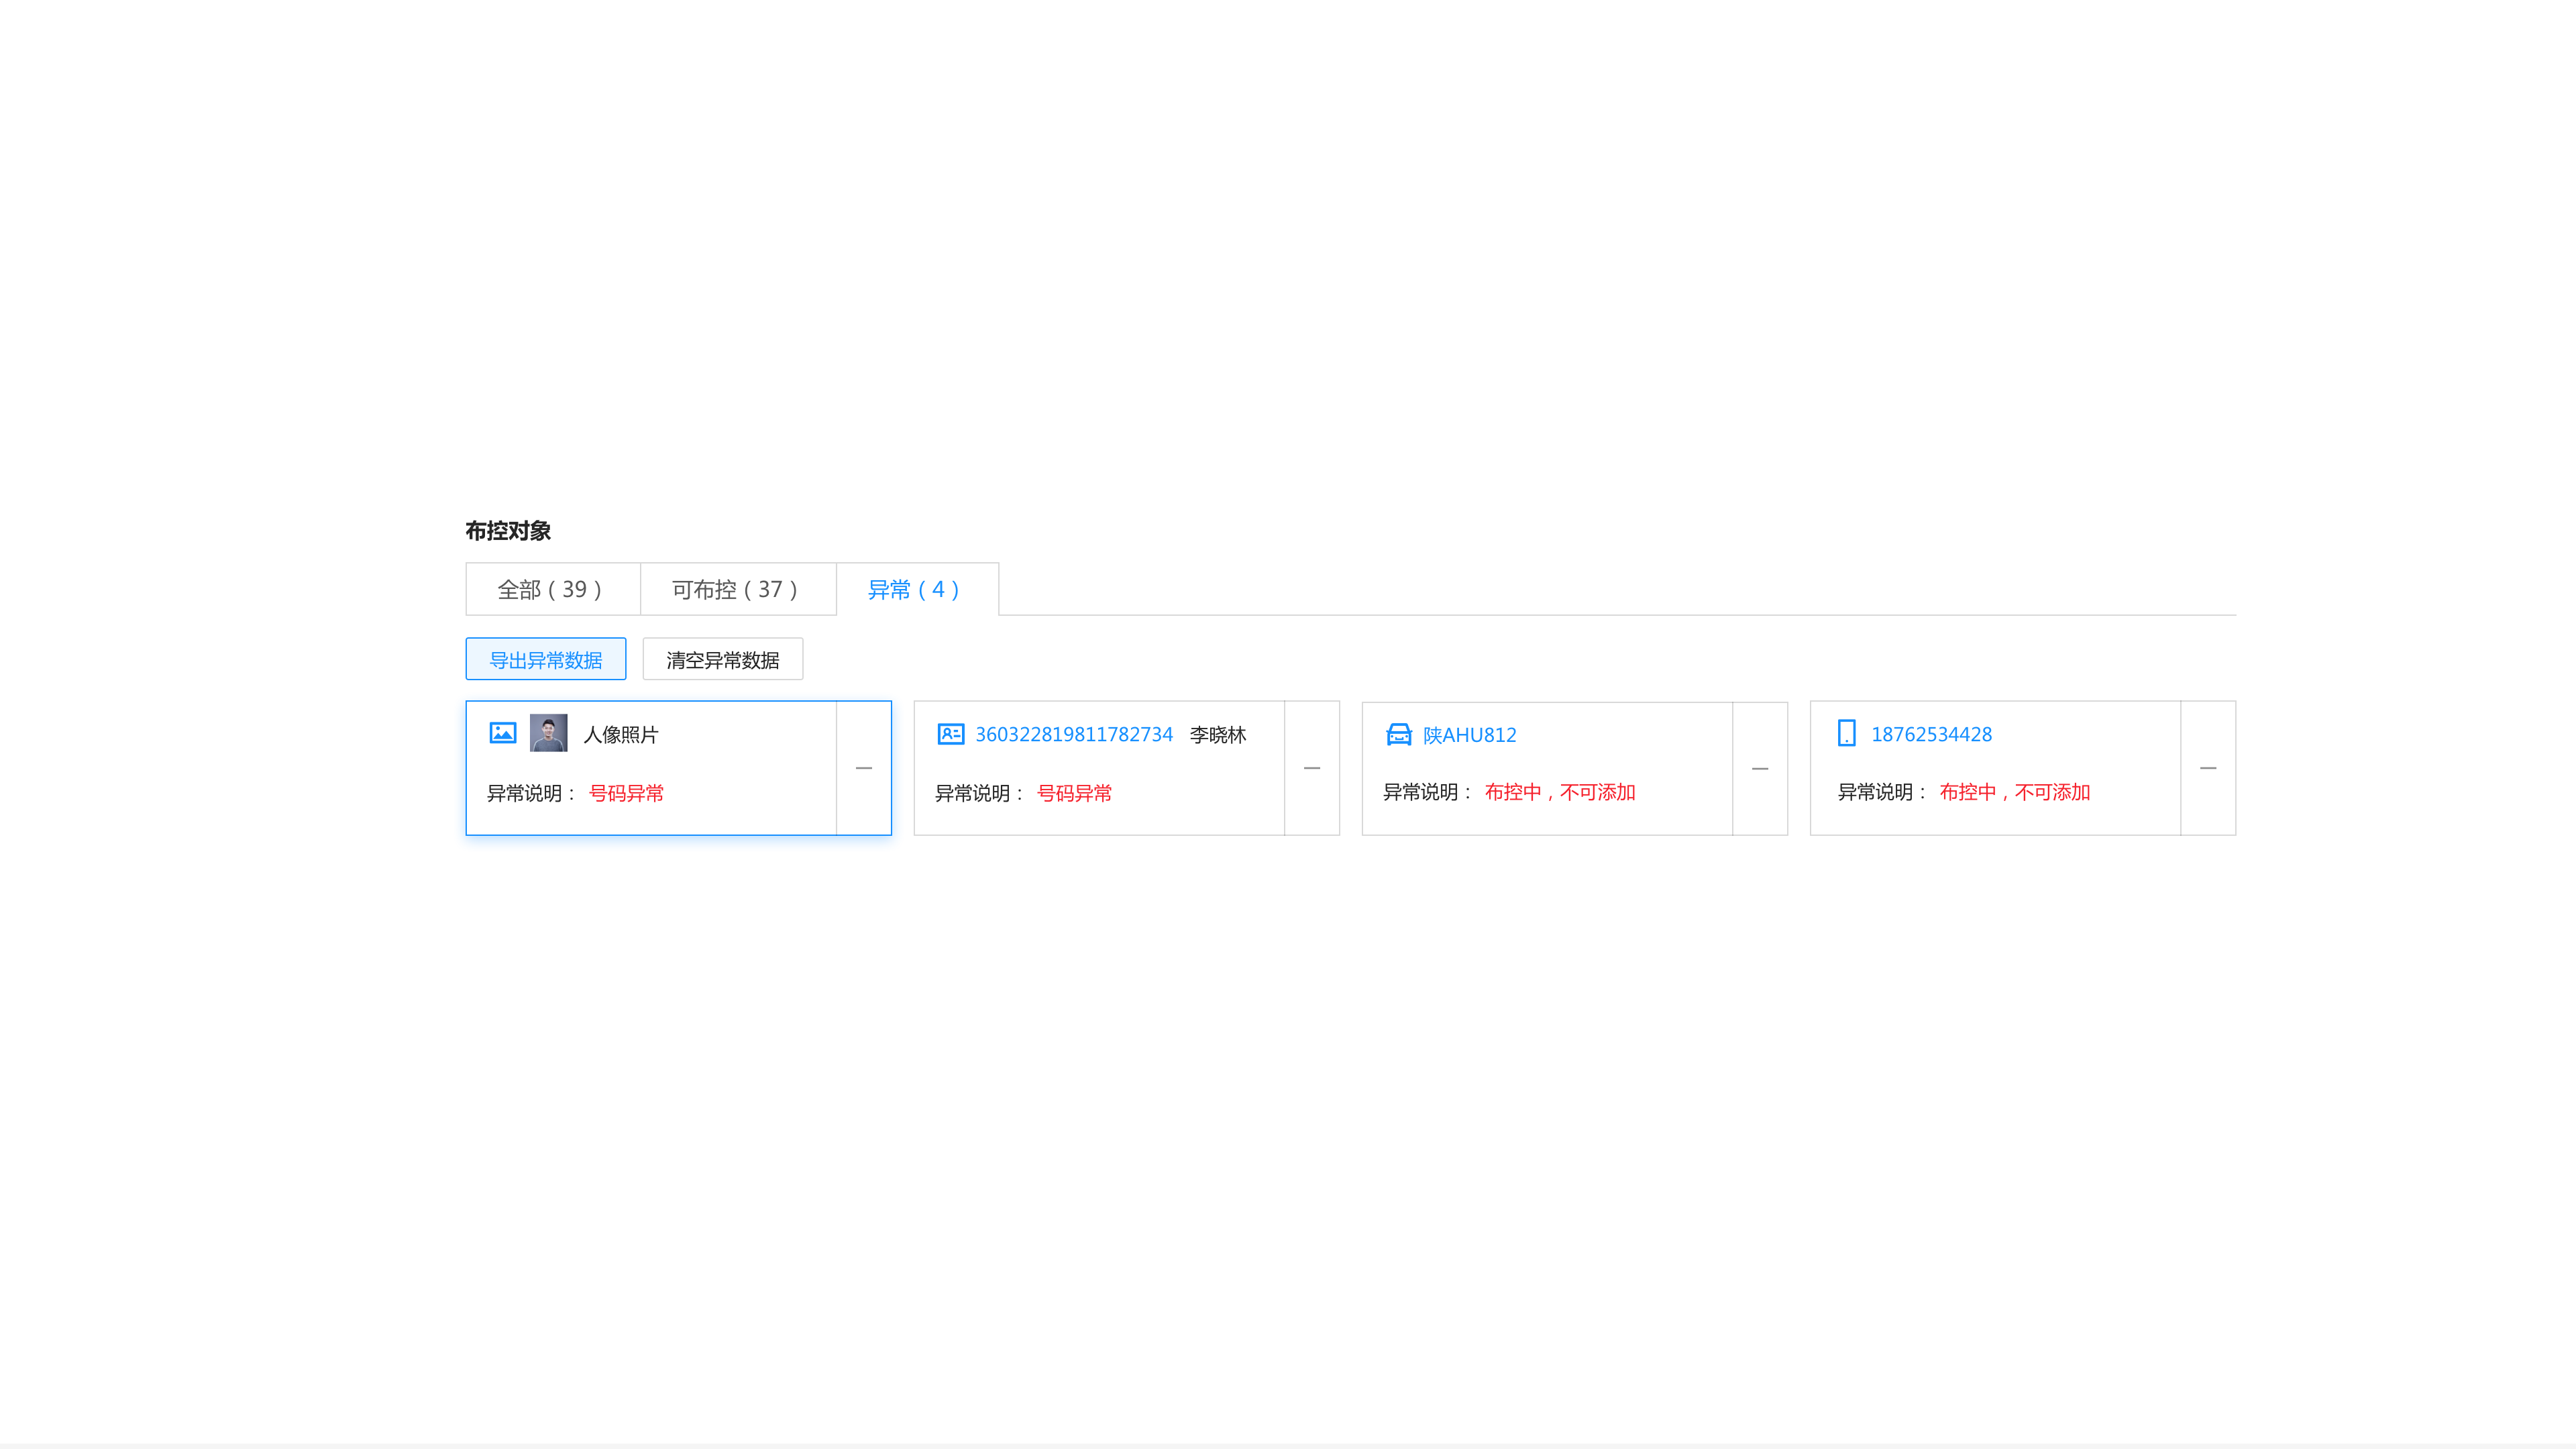 布控对象
全部（39） 可布控（37） 异常（4）
导出异常数据 清空异常数据
人像照片
异常说明： 号码异常
360322819811782734 李晓林
异常说明： 号码异常
陕AHU812
异常说明： 布控中，不可添加
18762534428
异常说明： 布控中，不可添加